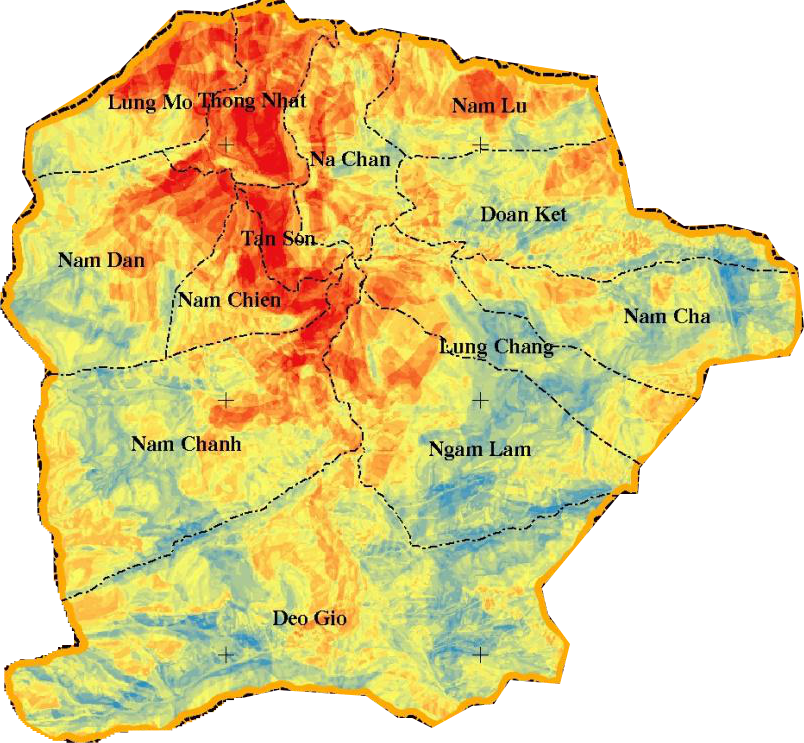 Lung Mo Thong Nhat
Nam Lu
Na Chan
Doan Ket
Tan Son
Nam Dan
Nam Chien
Nam Cha
Lung Chang
Nam Chanh
Ngam Lam
Deo Gio